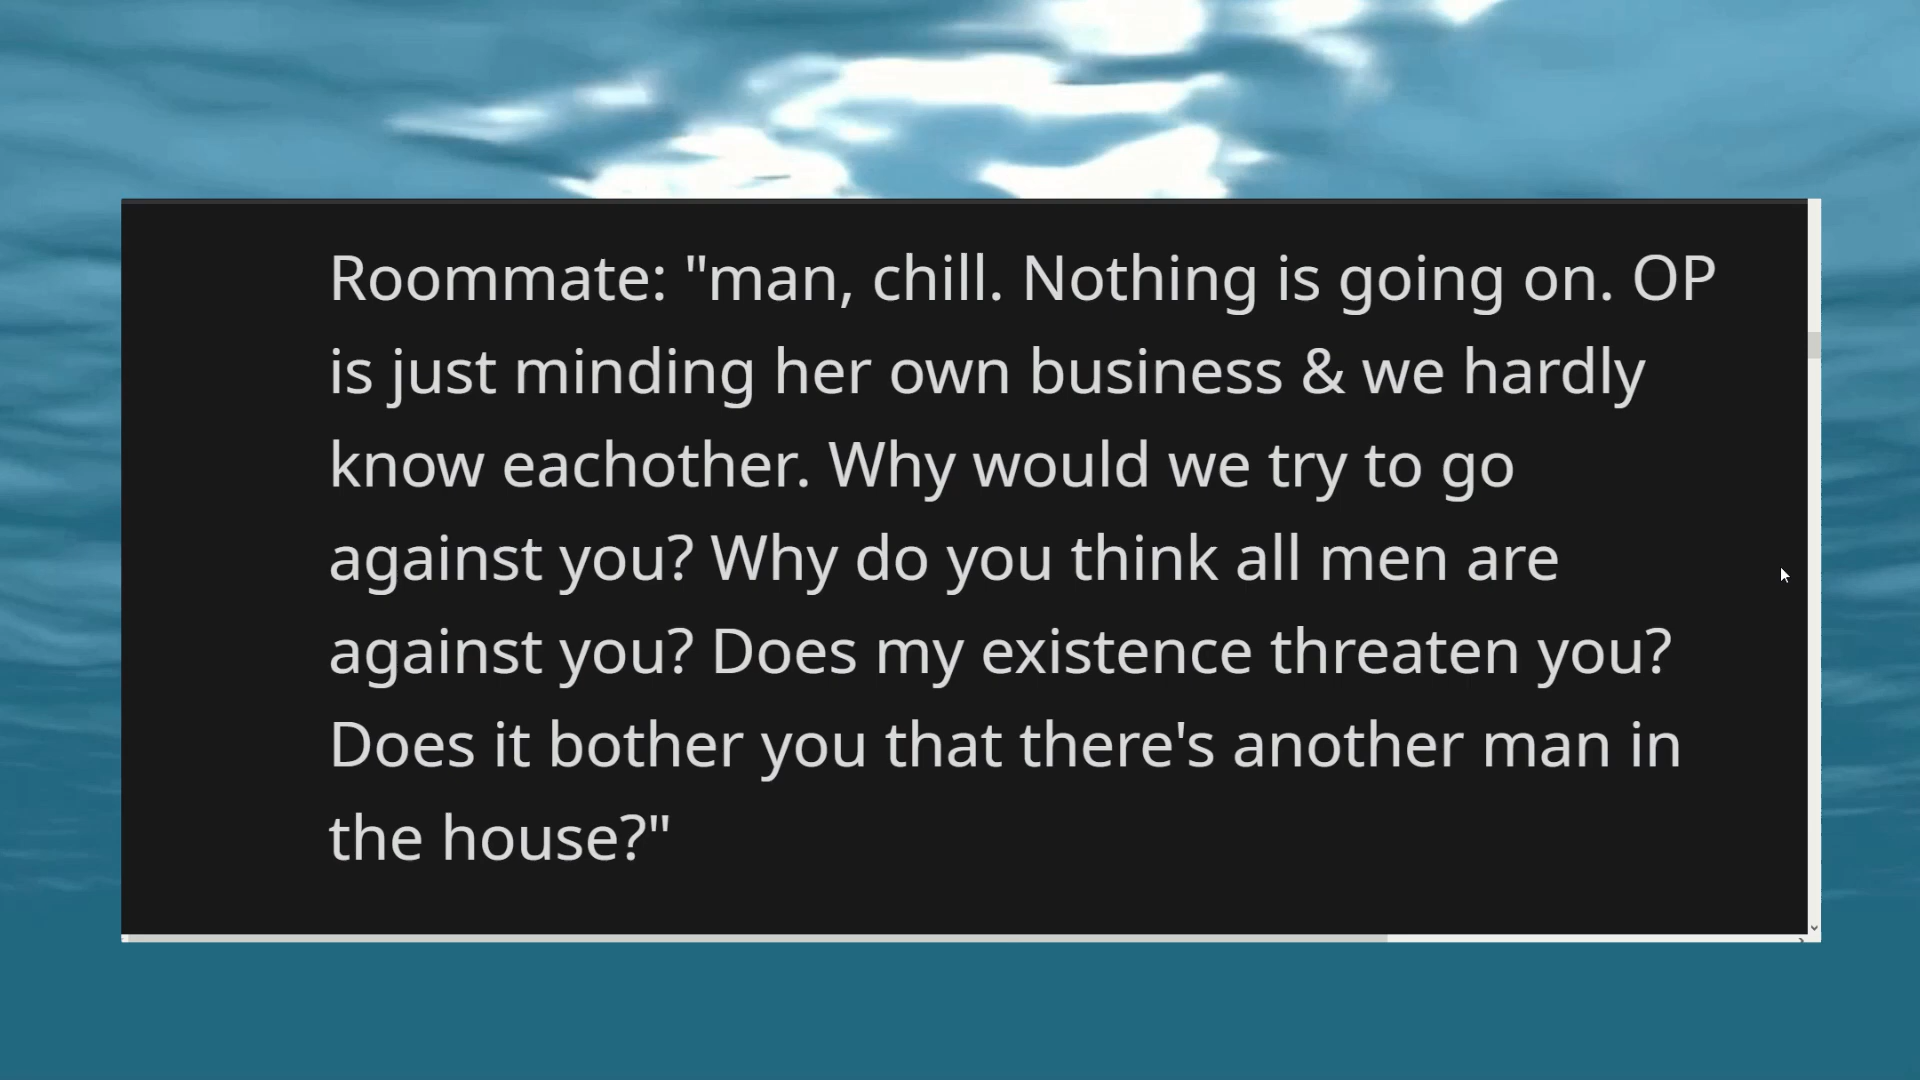 Roommate: "man, chill. Nothing is going on. OP
is just minding her own business & we hardly
know eachother. Why would we try to go
against you? Why do you think all men are
against you? Does my existence threaten you?
Does it bother you that there's another man in
the house?"